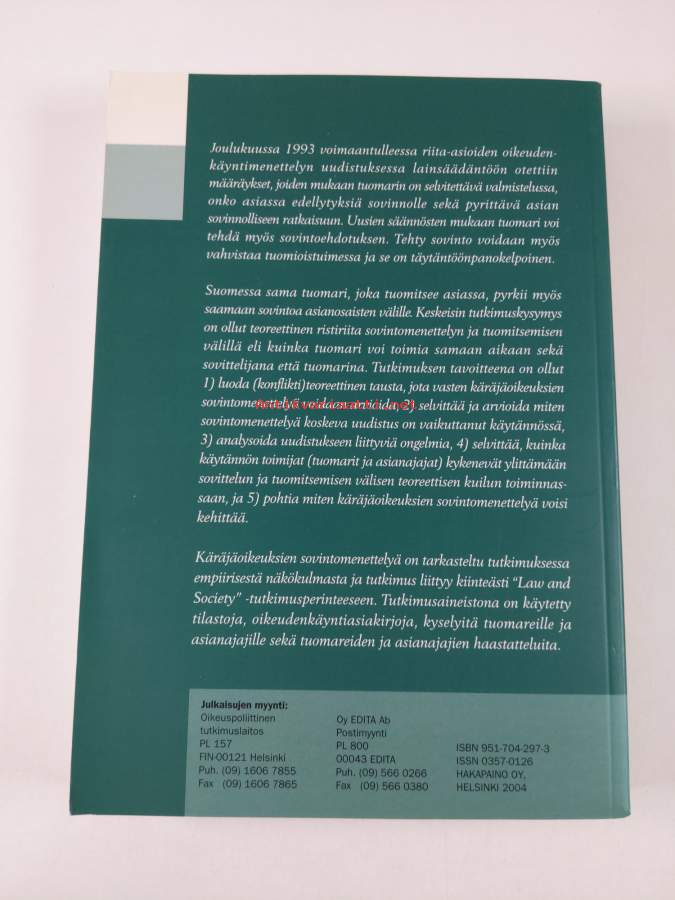 Joulukuussa 1993 voimaantulleessa riita-asioiden oikeuden-
käyntimenettelyn uudistuksessa lainsäädäntöön otettiin
määräykset, joiden mukaan tuomarin on selvitettävä valmistelussa,
onko asiassa edellytyksiä sovinnolle sekä pyrittävä asian
sovinnolliseen ratkaisuun. Uusien säännösten mukaan tuomari voi
tehdä myös sovintoehdotuksen. Tehty sovinto voidaan myös
vahvistaa tuomioistuimessa ja se on täytäntöönpanokelpoinen.
Suomessa sama tuomari, joka tuomitsee asiassa, pyrkii myös
saamaan sovintoa asianosaisten välille. Keskeisin tutkimuskysymys
on ollut teoreettinen ristiriita sovintomenettelyn ja tuomitsemisen
välillä eli kuinka tuomari voi toimia samaan aikaan sekä
sovittelijana että tuomarina. Tutkimuksen tavoitteena on ollut
1) luoda (konflikti)teoreettinen tausta, jota vasten käräjäoikeuksien
sovintomenettelyä voidaan 2) selvittää ja arvioida miten
sovintomenettelyä koskeva uudistus on vaikuttanut käytännössä,
3) analysoida uudistukseen liittyviä ongelmia, 4) selvittää, kuinka
käytännön toimijat (tuomarit ja asianajajat) kykenevät ylittämään
sovittelun ja tuomitsemisen välisen teoreettisen kuilun toiminnas-
saan, ja 5) pohtia miten käräjäoikeuksien sovintomenettelyä voisi
kehittää.
Käräjäoikeuksien sovintomenettelyä on tarkasteltu tutkimuksessa
empiirisestä näkökulmasta ja tutkimus liittyy kiinteästi "Law and
Society" -tutkimusperinteeseen. Tutkimusaineistona on käytetty
tilastoja, oikeudenkäyntiasiakirjoja, kyselyitä tuomareille ja
asianajajille sekä tuomareiden ja asianajajien haastatteluita.
Julkaisujen myynti:
Oikeuspoliittinen
tutkimuslaitos
PL 157
FIN-00121 Helsinki
Puh. (09) 1606 7855
Fax (09) 1606 7865
Oy EDITA Ab
Postimyynti
PL 800
00043 EDITA
Puh. (09) 566 0266
Fax (09) 566 0380
ISBN 951-704-297-3
ISSN 0357-0126
HAKAPAINO OY,
HELSINKI 2004